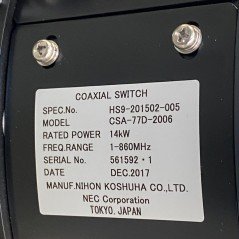 COAXIAL SWITCH
SPEC.No. HS9-201502-005
MODEL CSA-77D-2006
RATED POWER 14kW
FREQ.RANGE 1-860MHz
SERIAL No. 561592 * 1
DATE DEC.2017
MANUF.NIHON KOSHUHA CO.,LTD.
NEC Corporation
TOKYO. JAPAN